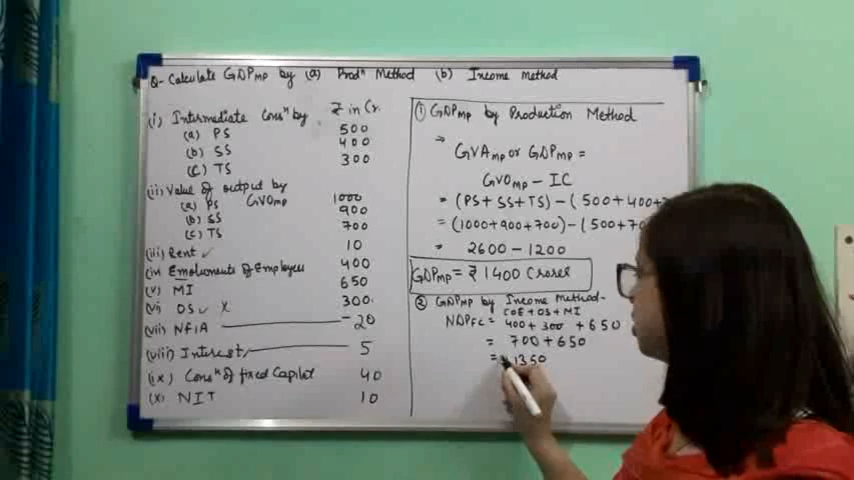 Q- Calculate GDPMP by (a) Prodn Method (b) Income Method
₹ in Cr.
(i) Intermediate Consn by
(a) PS 500
(b) SS 400
(c) TS 300
(ii) Value of output by
(a) PS GVOMP 1000
(b) SS 900
(c) TS 700
(iii) Rent ✓ 10
(iv) Emoluments of Employees 400
(v) MI 650
(vi) OS ✓ X 300
(vii) NFIA -20
(viii) Interest 5
(ix) Consn of fixed Capital 40
(x) NIT 10
① GDPMP by Production Method
⇒ GVAMP or GDPMP =
GVOMP - IC
= (PS + SS + TS) - (500 + 400 +
= (1000 + 900 + 700) - (500 + 70
= 2600 - 1200
GDPMP = ₹ 1400 Crores
② GDPMP by Income Method-
COE + OS + MI
NDPFC = 400 + 300 + 650
= 700 + 650
= 1350